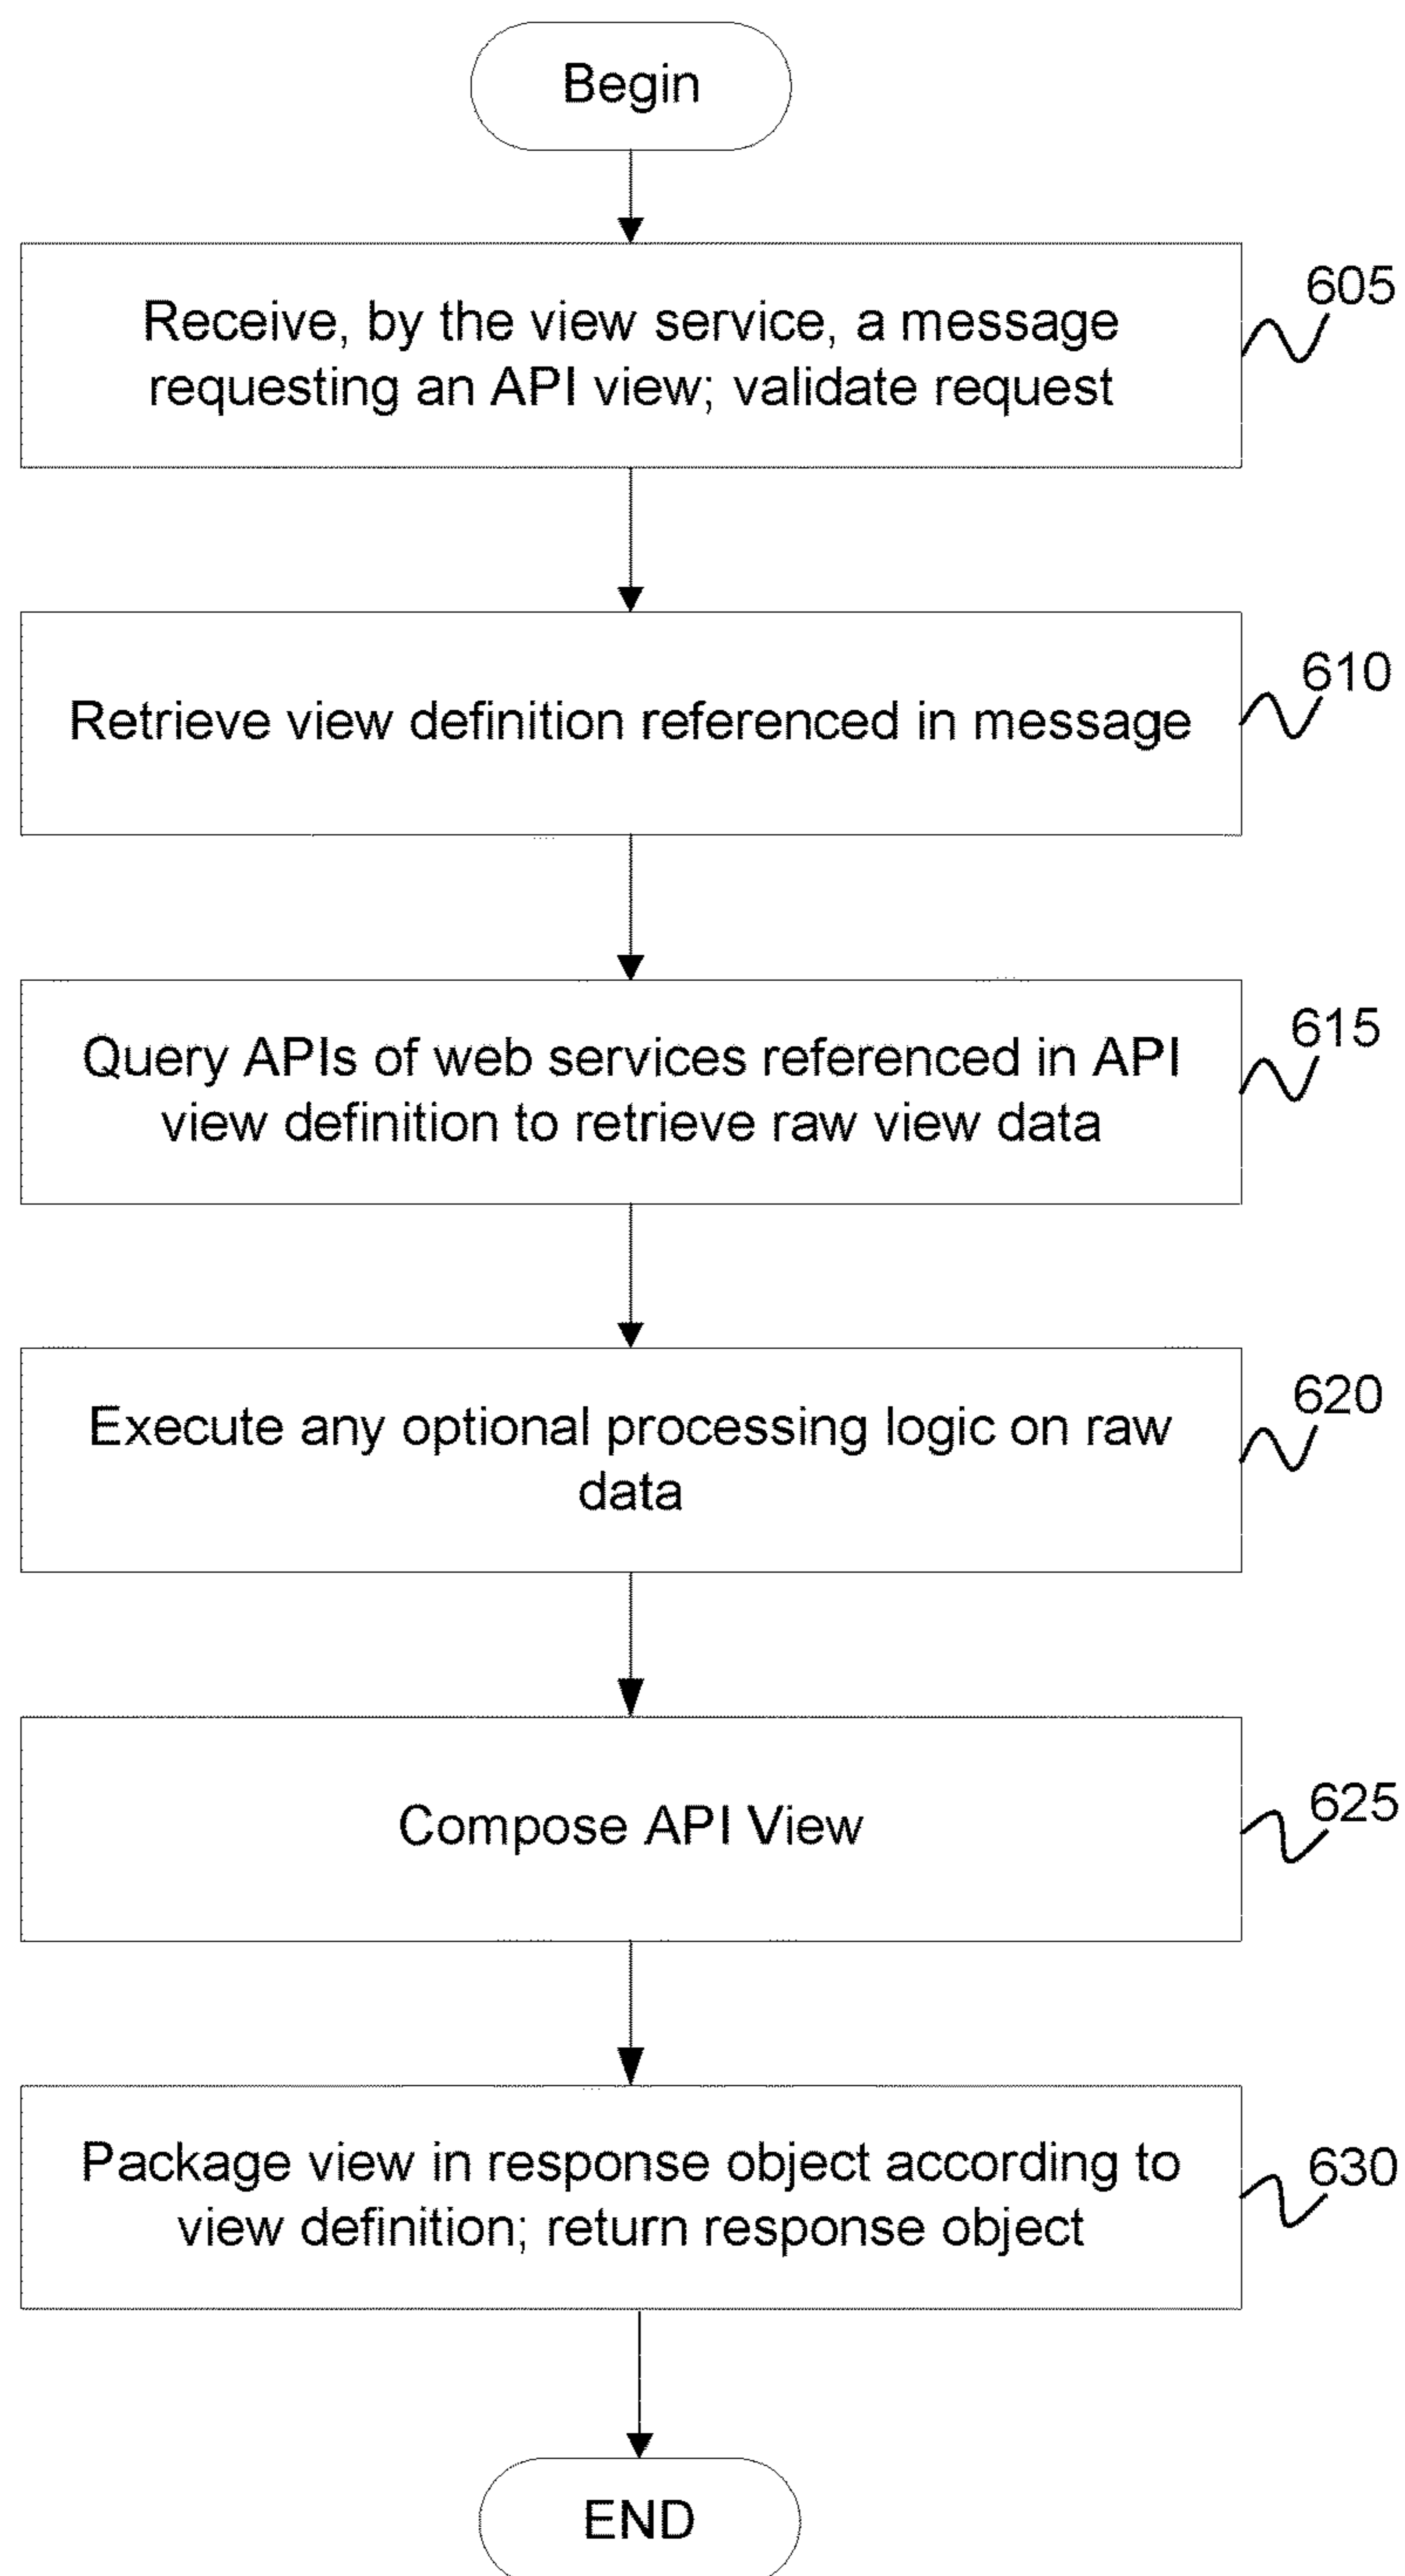 Begin
Receive, by the view service, a message
requesting an API view; validate request
605
Retrieve view definition referenced in message
610
Query APIs of web services referenced in API
view definition to retrieve raw view data
615
Execute any optional processing logic on raw
data
620
Compose API View
625
Package view in response object according to
view definition; return response object
630
END